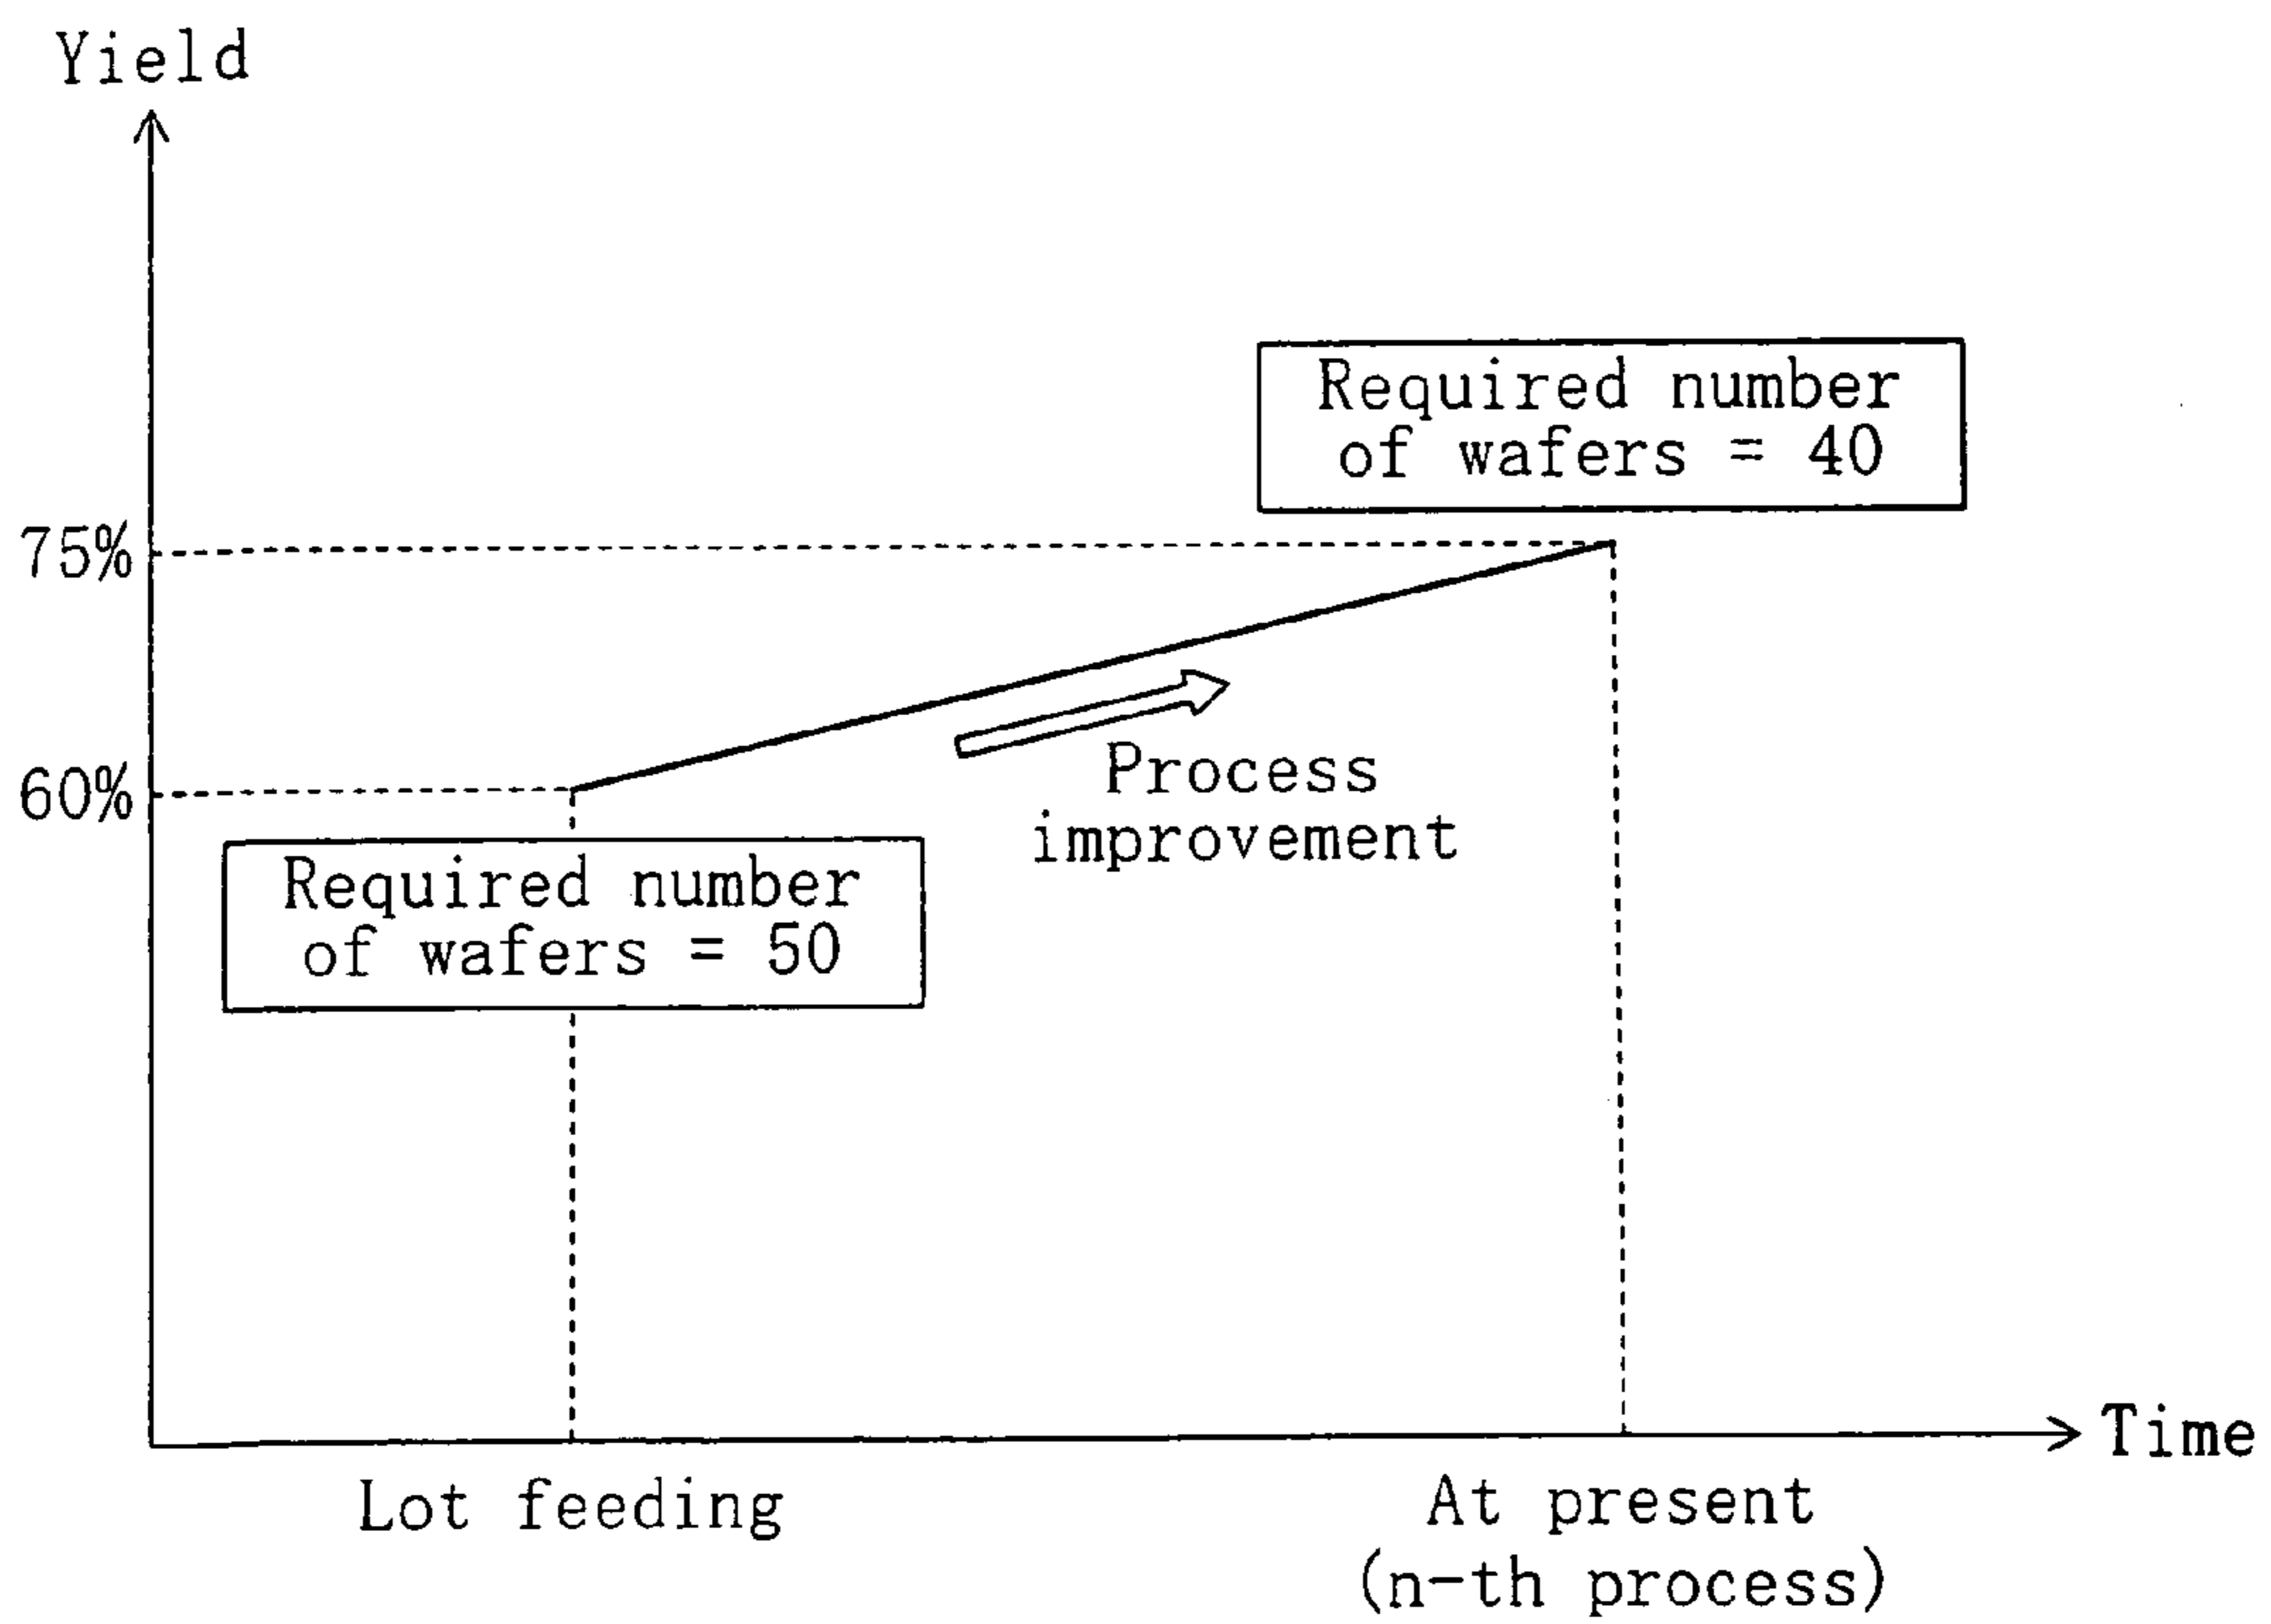 Yield
Required number
of wafers = 40
75%
Process
improvement
60%
Required number
of wafers = 50
Time
Lot feeding
At present
(n-th process)